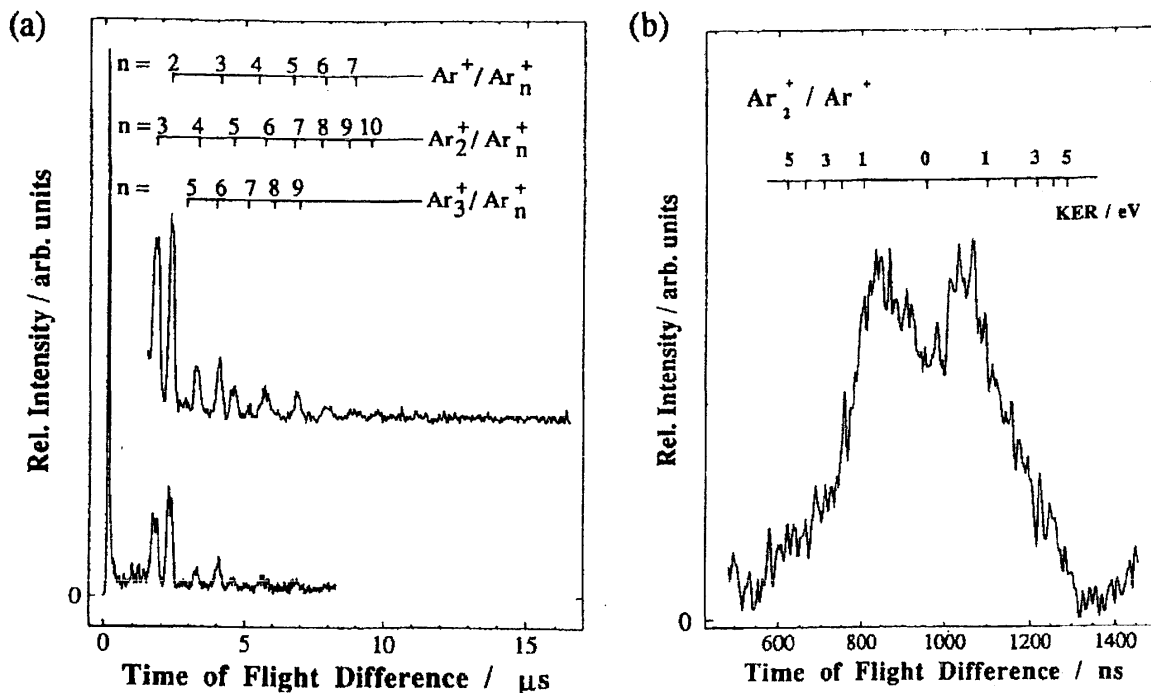 (a)
n = 2 3 4 5 6 7 Ar⁺/Arₙ⁺
n = 3 4 5 6 7 8 9 10 Ar₂⁺/Arₙ⁺
n = 5 6 7 8 9 Ar₃⁺/Arₙ⁺
Rel. Intensity / arb. units
0
0 5 10 15
Time of Flight Difference / μs
(b)
Ar₂⁺ / Ar⁺
5 3 1 0 1 3 5
KER / eV
Rel. Intensity / arb. units
0
600 800 1000 1200 1400
Time of Flight Difference / ns